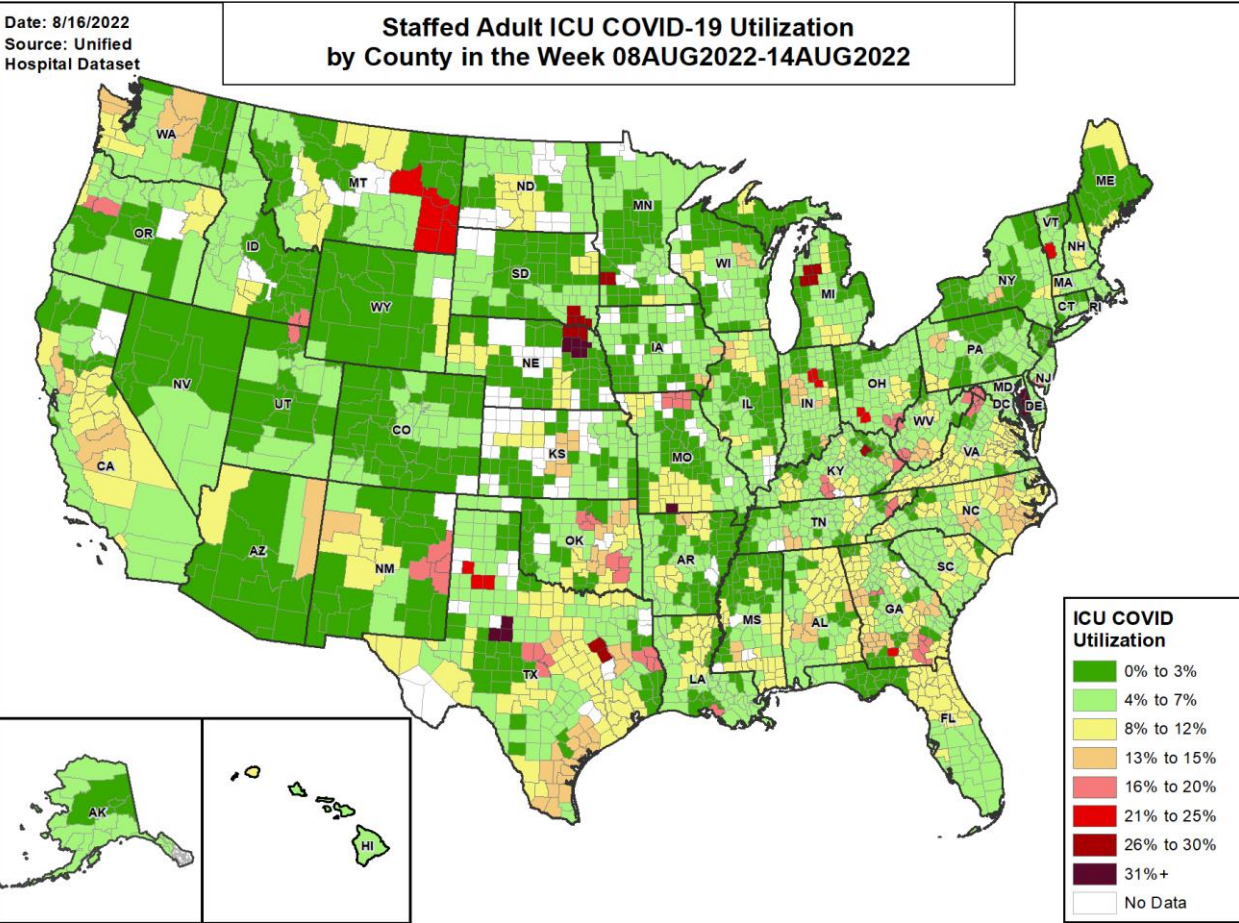 Date: 8/16/2022
Source: Unified
Hospital Dataset
Staffed Adult ICU COVID-19 Utilization
by County in the Week 08AUG2022-14AUG2022
WA
MT
ND
MN
ME
OR
ID
SD
WI
MI
VT
NH
NY
MA
CT
RI
WY
NE
IA
PA
NV
UT
CO
IL
IN
OH
NJ
MD
DC
DE
WV
VA
CA
KS
MO
KY
AZ
NM
OK
AR
TN
NC
SC
MS
AL
GA
TX
LA
FL
AK
HI
ICU COVID
Utilization
0% to 3%
4% to 7%
8% to 12%
13% to 15%
16% to 20%
21% to 25%
26% to 30%
31%+
No Data